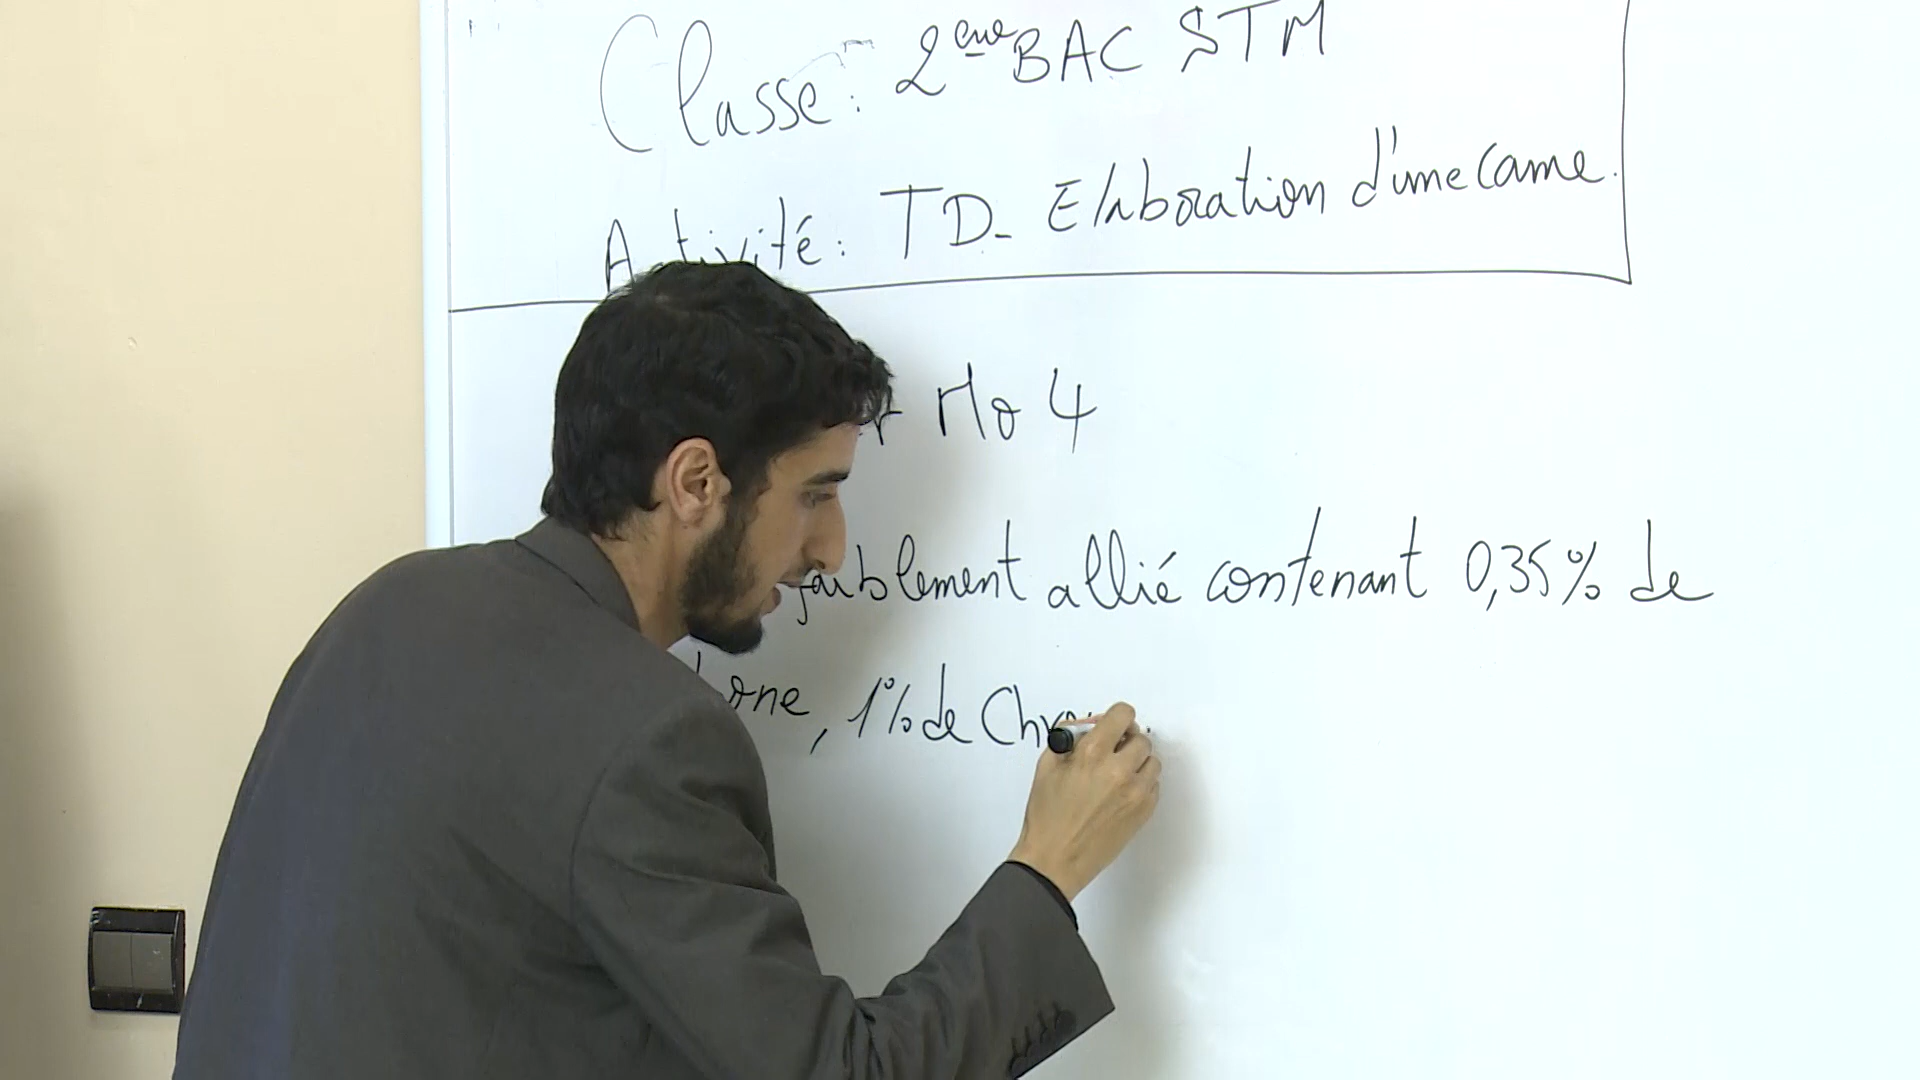 Classe: 2ème BAC STM
Activité: TD- Elaboration d'une Came.
r Mo 4
faiblement allié contenant 0,35% de
one, 1% de Chro